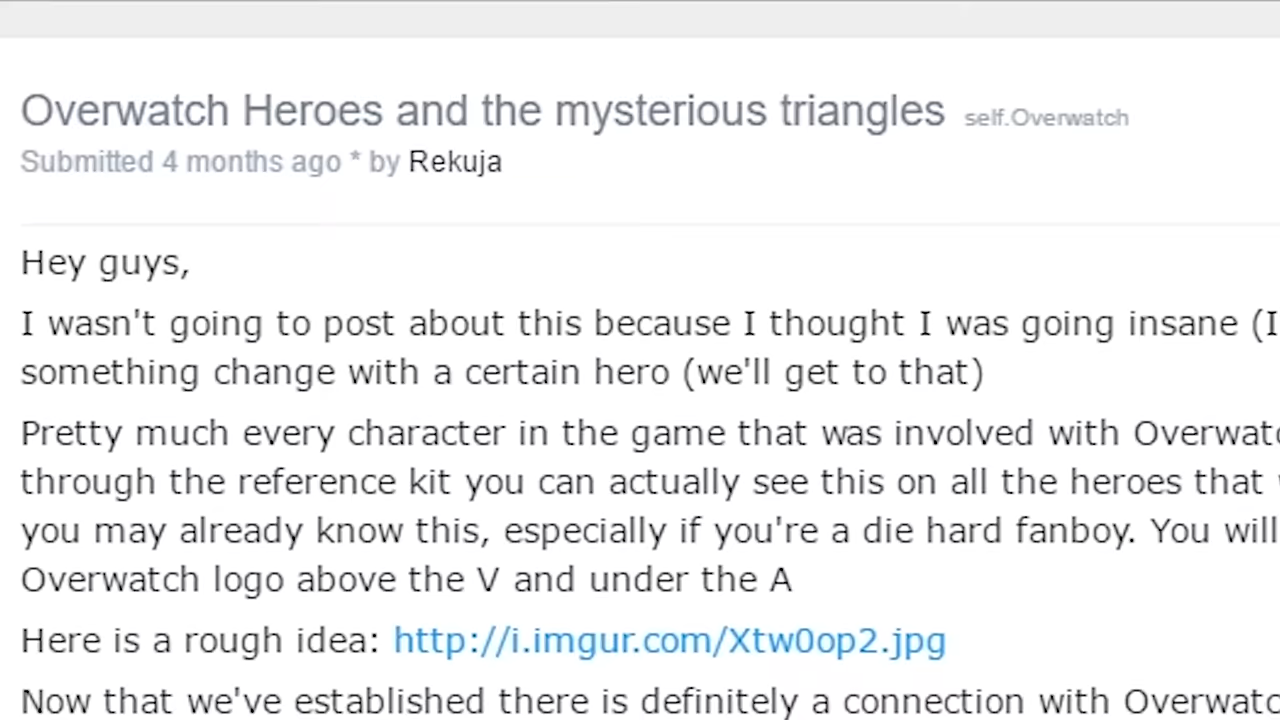 Overwatch Heroes and the mysterious triangles self.Overwatch
Submitted 4 months ago * by Rekuja
Hey guys,
I wasn't going to post about this because I thought I was going insane (I
something change with a certain hero (we'll get to that)
Pretty much every character in the game that was involved with Overwatc
through the reference kit you can actually see this on all the heroes that
you may already know this, especially if you're a die hard fanboy. You will
Overwatch logo above the V and under the A
Here is a rough idea: http://i.imgur.com/Xtw0op2.jpg
Now that we've established there is definitely a connection with Overwatc